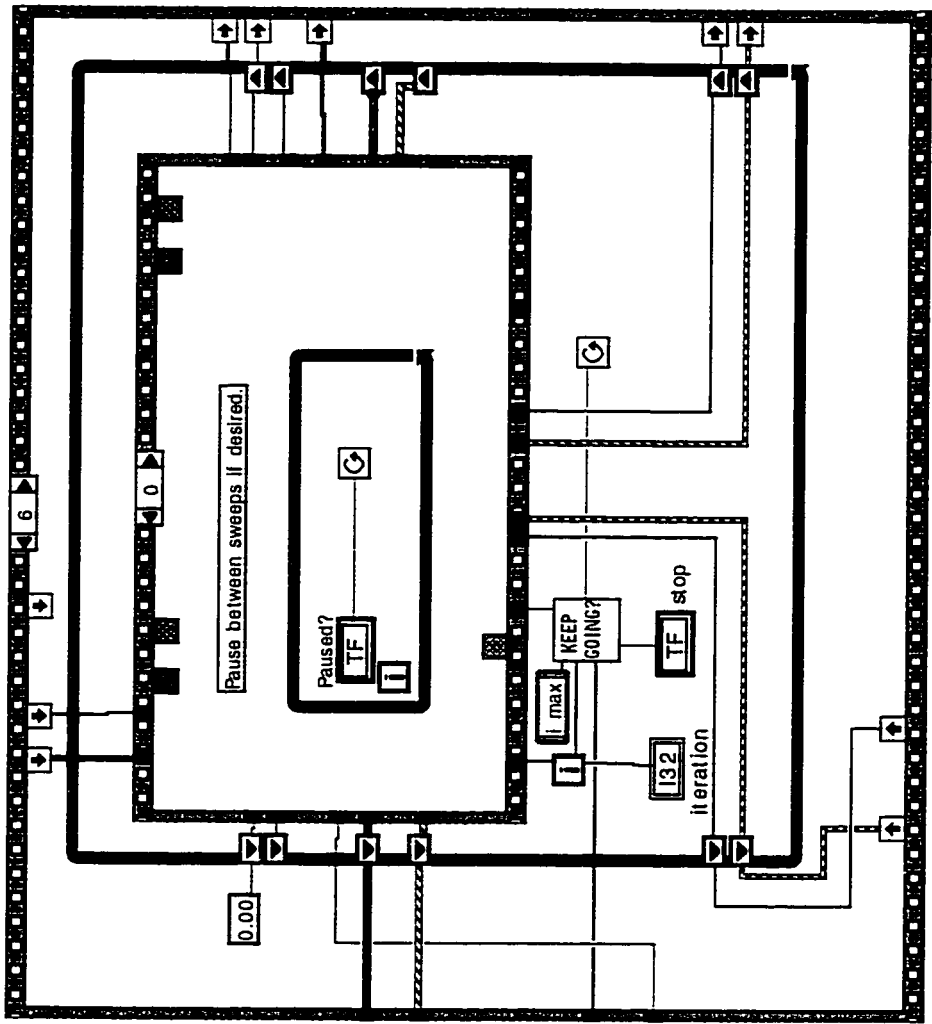 6
0
Pause between sweeps if desired.
Paused?
TF
i
0.00
i max
KEEP
GOING?
i
TF
stop
I32
iteration